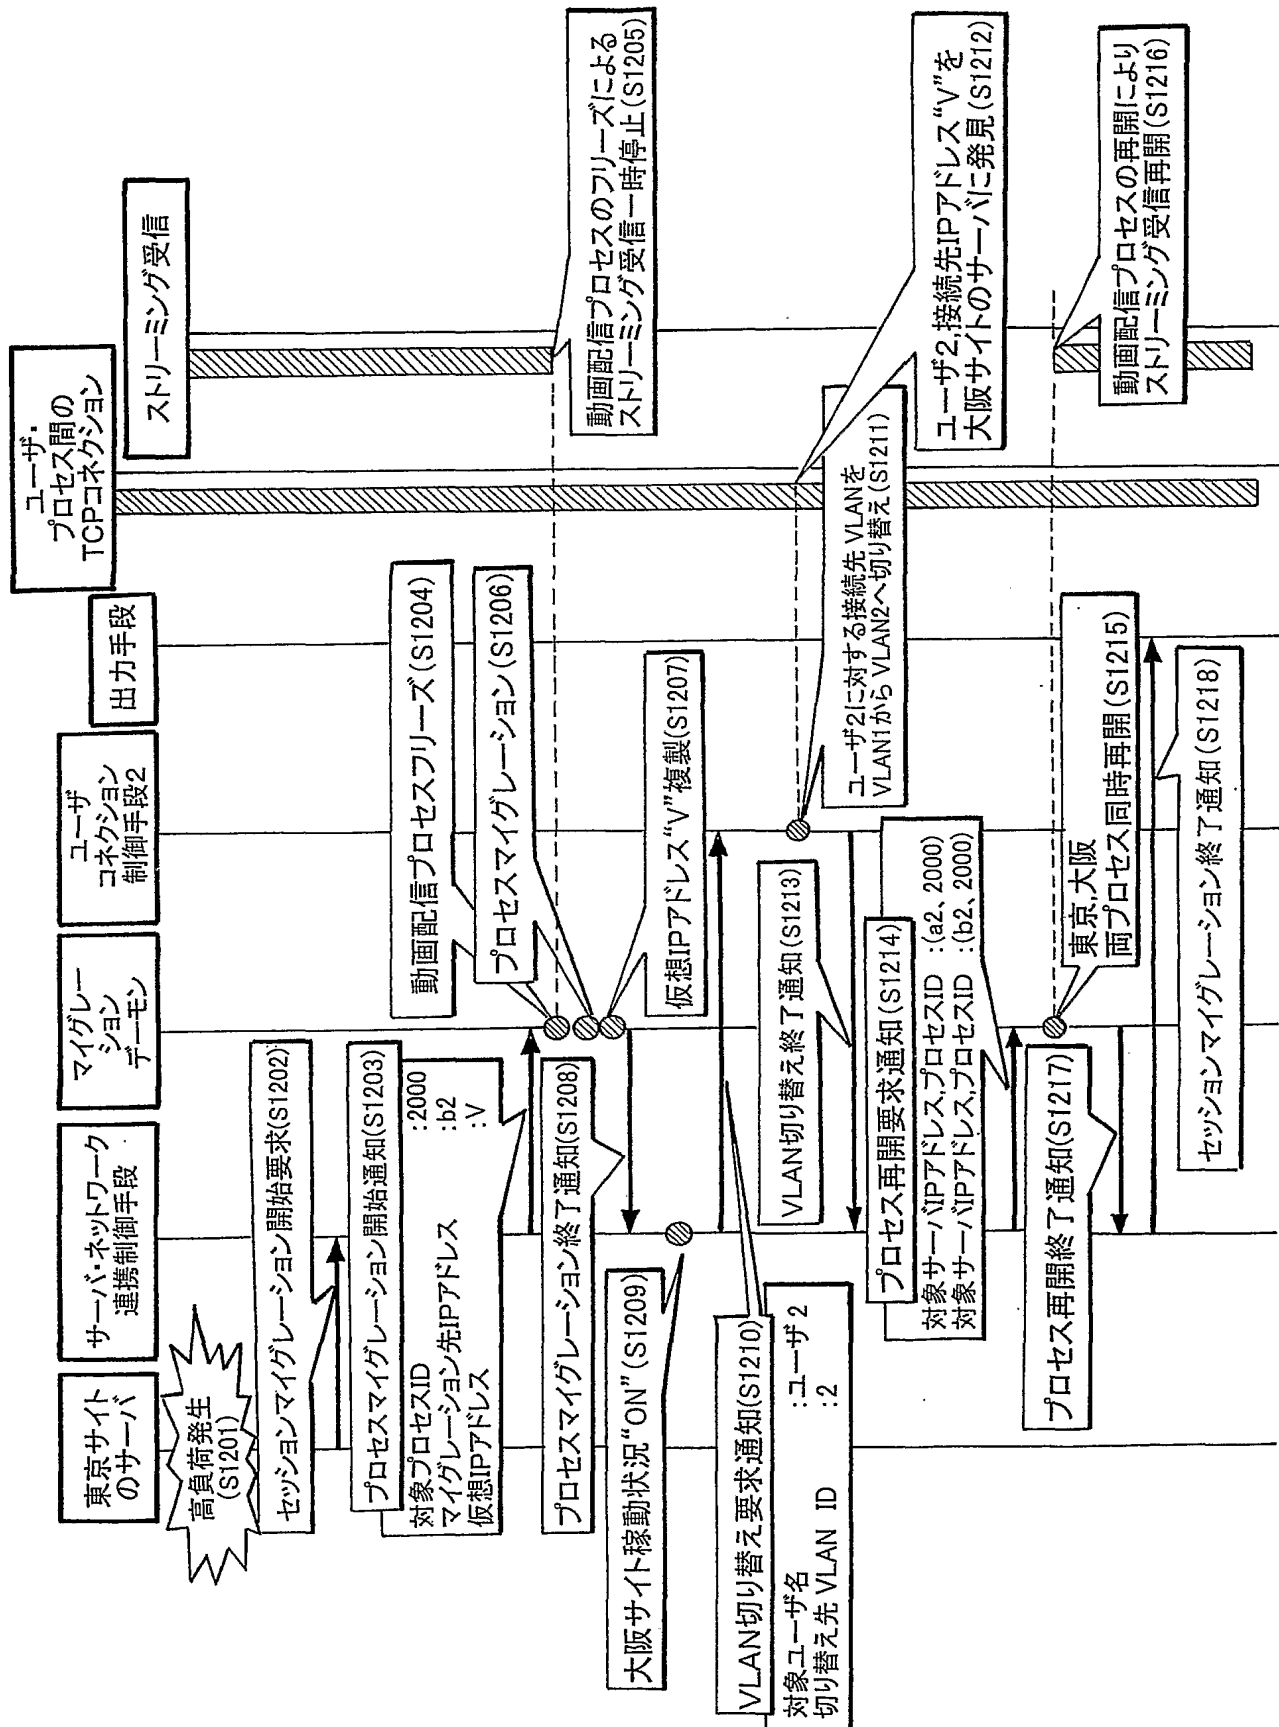 東京サイト
のサーバ
サーバ・ネットワーク
連携制御手段
マイグレー
ション
デーモン
ユーザ
コネクション
制御手段2
出力手段
ユーザ・
プロセス間の
TCPコネクション
ストリーミング受信
高負荷発生
(S1201)
セッションマイグレーション開始要求(S1202)
プロセスマイグレーション開始通知(S1203)
対象プロセスID :2000
マイグレーション先IPアドレス :b2
仮想IPアドレス :V
動画配信プロセスフリーズ(S1204)
動画配信プロセスのフリーズによる
ストリーミング受信一時停止(S1205)
プロセスマイグレーション(S1206)
仮想IPアドレス“V”複製(S1207)
プロセスマイグレーション終了通知(S1208)
大阪サイト稼動状況“ON”(S1209)
VLAN切り替え要求通知(S1210)
対象ユーザ名 :ユーザ2
切り替え先 VLAN ID :2
ユーザ2に対する接続先 VLANを
VLAN1から VLAN2へ切り替え(S1211)
ユーザ2,接続先IPアドレス“V”を
大阪サイトのサーバに発見(S1212)
VLAN切り替え終了通知(S1213)
プロセス再開要求通知(S1214)
対象サーバIPアドレス,プロセスID :(a2、2000)
対象サーバIPアドレス,プロセスID :(b2、2000)
東京,大阪
両プロセス同時再開(S1215)
動画配信プロセスの再開により
ストリーミング受信再開(S1216)
プロセス再開終了通知(S1217)
セッションマイグレーション終了通知(S1218)